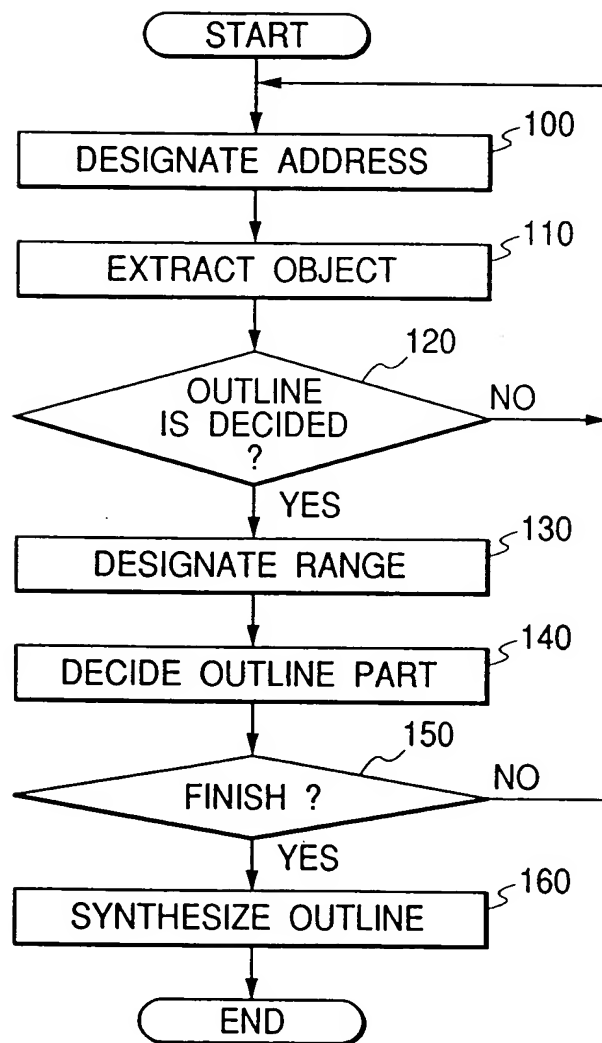 START
100
DESIGNATE ADDRESS
110
EXTRACT OBJECT
120
OUTLINE
IS DECIDED
?
NO
YES
130
DESIGNATE RANGE
140
DECIDE OUTLINE PART
150
FINISH ?
NO
YES
160
SYNTHESIZE OUTLINE
END